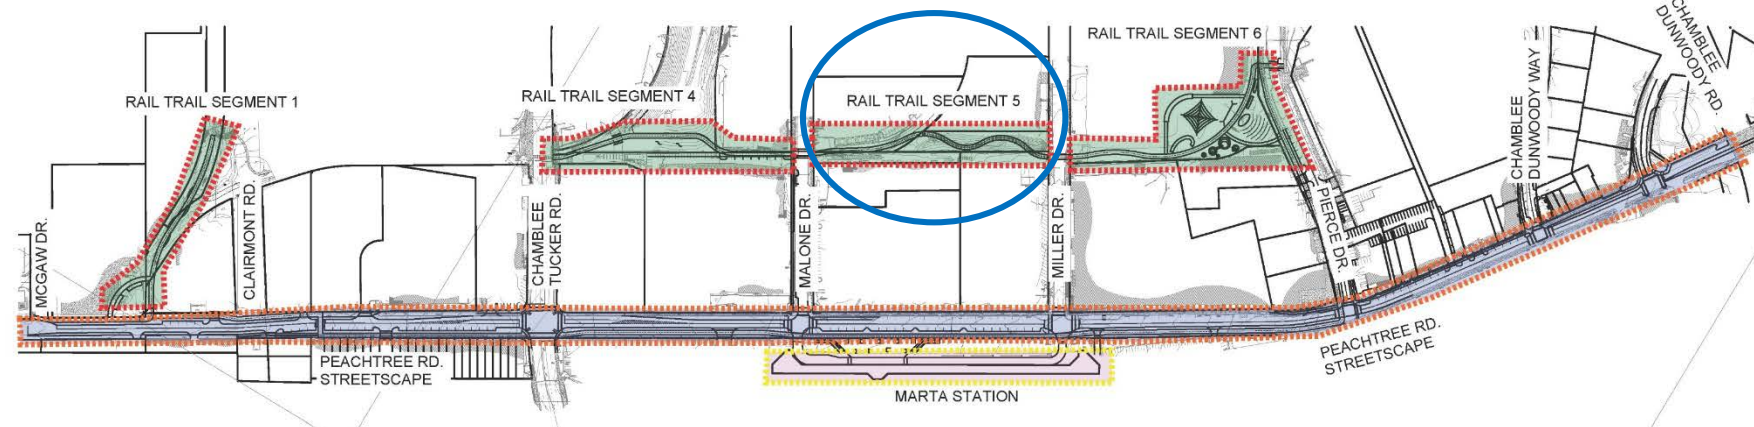 RAIL TRAIL SEGMENT 1
RAIL TRAIL SEGMENT 4
RAIL TRAIL SEGMENT 5
RAIL TRAIL SEGMENT 6
CHAMBLEE
DUNWOODY RD.
MCGAW DR.
CLAIRMONT RD.
CHAMBLEE
TUCKER RD.
MALONE DR.
MILLER DR.
PIERCE DR.
CHAMBLEE
DUNWOODY WAY
PEACHTREE RD.
STREETSCAPE
PEACHTREE RD.
STREETSCAPE
MARTA STATION